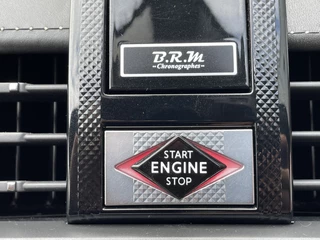 B.R.M
-Chronographes-
START
ENGINE
STOP